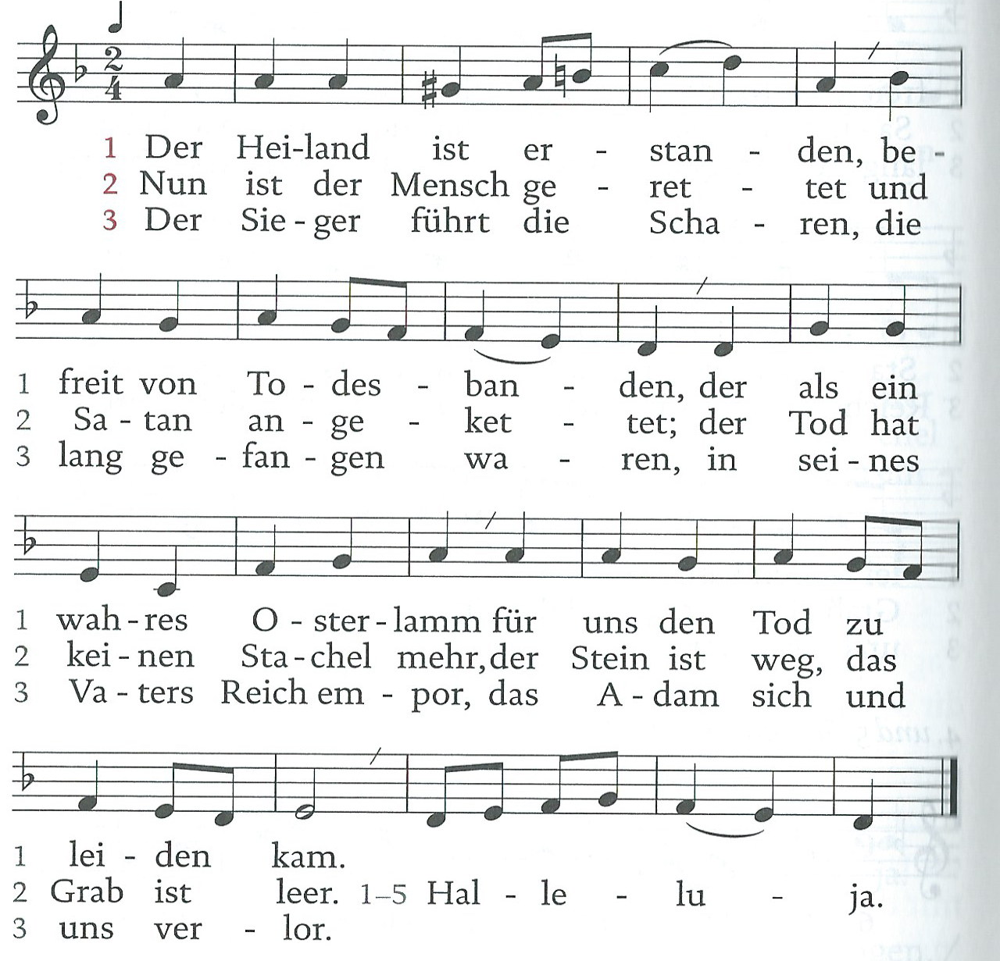 2
4
1 Der Hei-land ist er - stan - den, be -
2 Nun ist der Mensch ge - ret - tet und
3 Der Sie - ger führt die Scha - ren, die
1 freit von To - des - ban - den, der als ein
2 Sa - tan an - ge - ket - tet; der Tod hat
3 lang ge - fan - gen wa - ren, in sei - nes
1 wah - res O - ster - lamm für uns den Tod zu
2 kei - nen Sta - chel mehr, der Stein ist weg, das
3 Va - ters Reich em - por, das A - dam sich und
1 lei - den kam.
2 Grab ist leer. 1–5 Hal - le - lu - ja.
3 uns ver - lor.